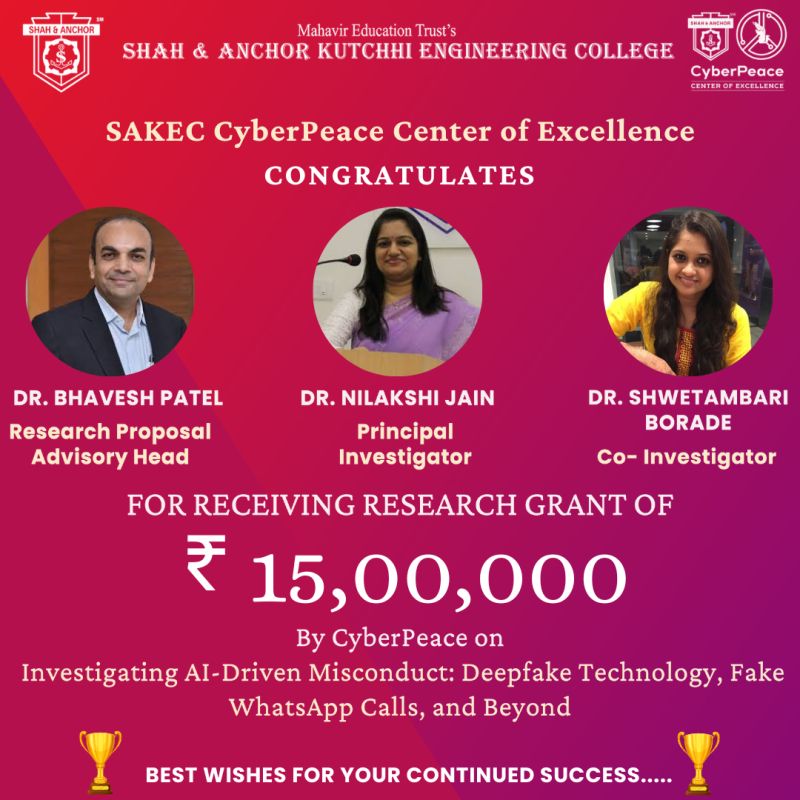 SHAH & ANCHOR
Mahavir Education Trust's
SHAH & ANCHOR KUTCHHI ENGINEERING COLLEGE
SHAH & ANCHOR
CyberPeace
CENTER OF EXCELLENCE
SAKEC CyberPeace Center of Excellence
CONGRATULATES
DR. BHAVESH PATEL
Research Proposal
Advisory Head
DR. NILAKSHI JAIN
Principal
Investigator
DR. SHWETAMBARI
BORADE
Co- Investigator
FOR RECEIVING RESEARCH GRANT OF
₹ 15,00,000
By CyberPeace on
Investigating AI-Driven Misconduct: Deepfake Technology, Fake
WhatsApp Calls, and Beyond
BEST WISHES FOR YOUR CONTINUED SUCCESS.....